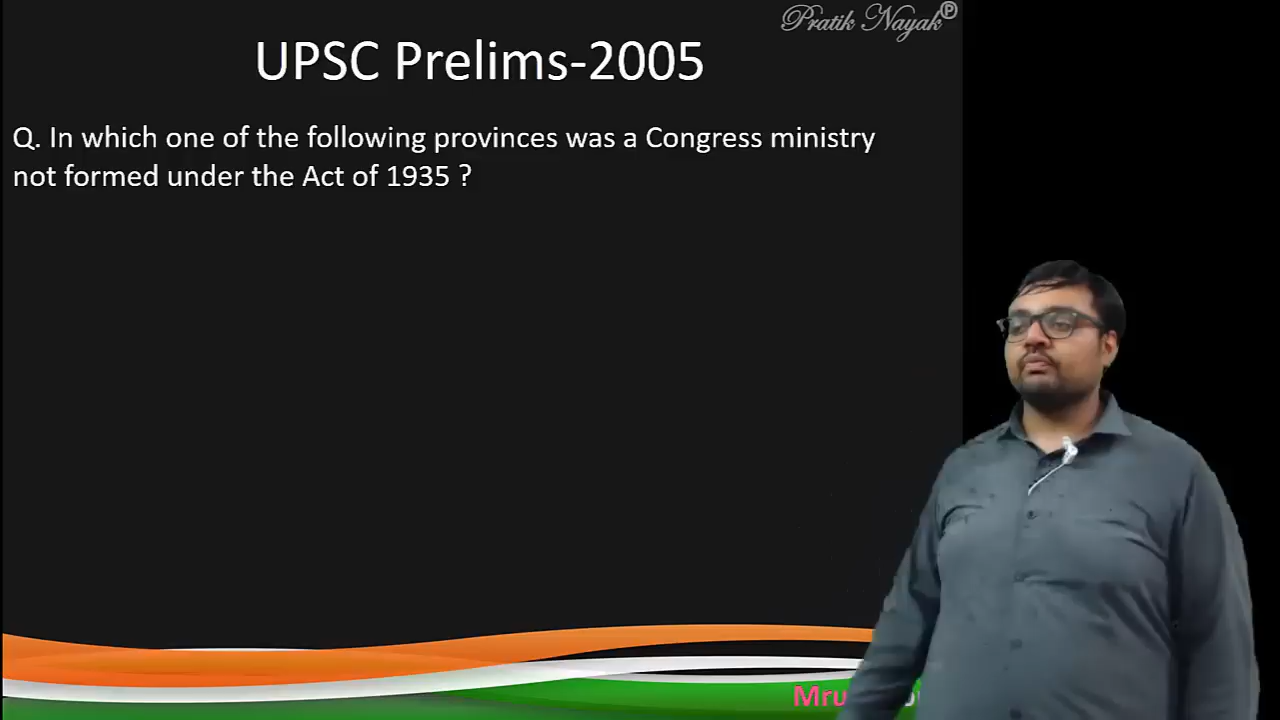 Pratik Nayak
UPSC Prelims-2005
Q. In which one of the following provinces was a Congress ministry
not formed under the Act of 1935 ?